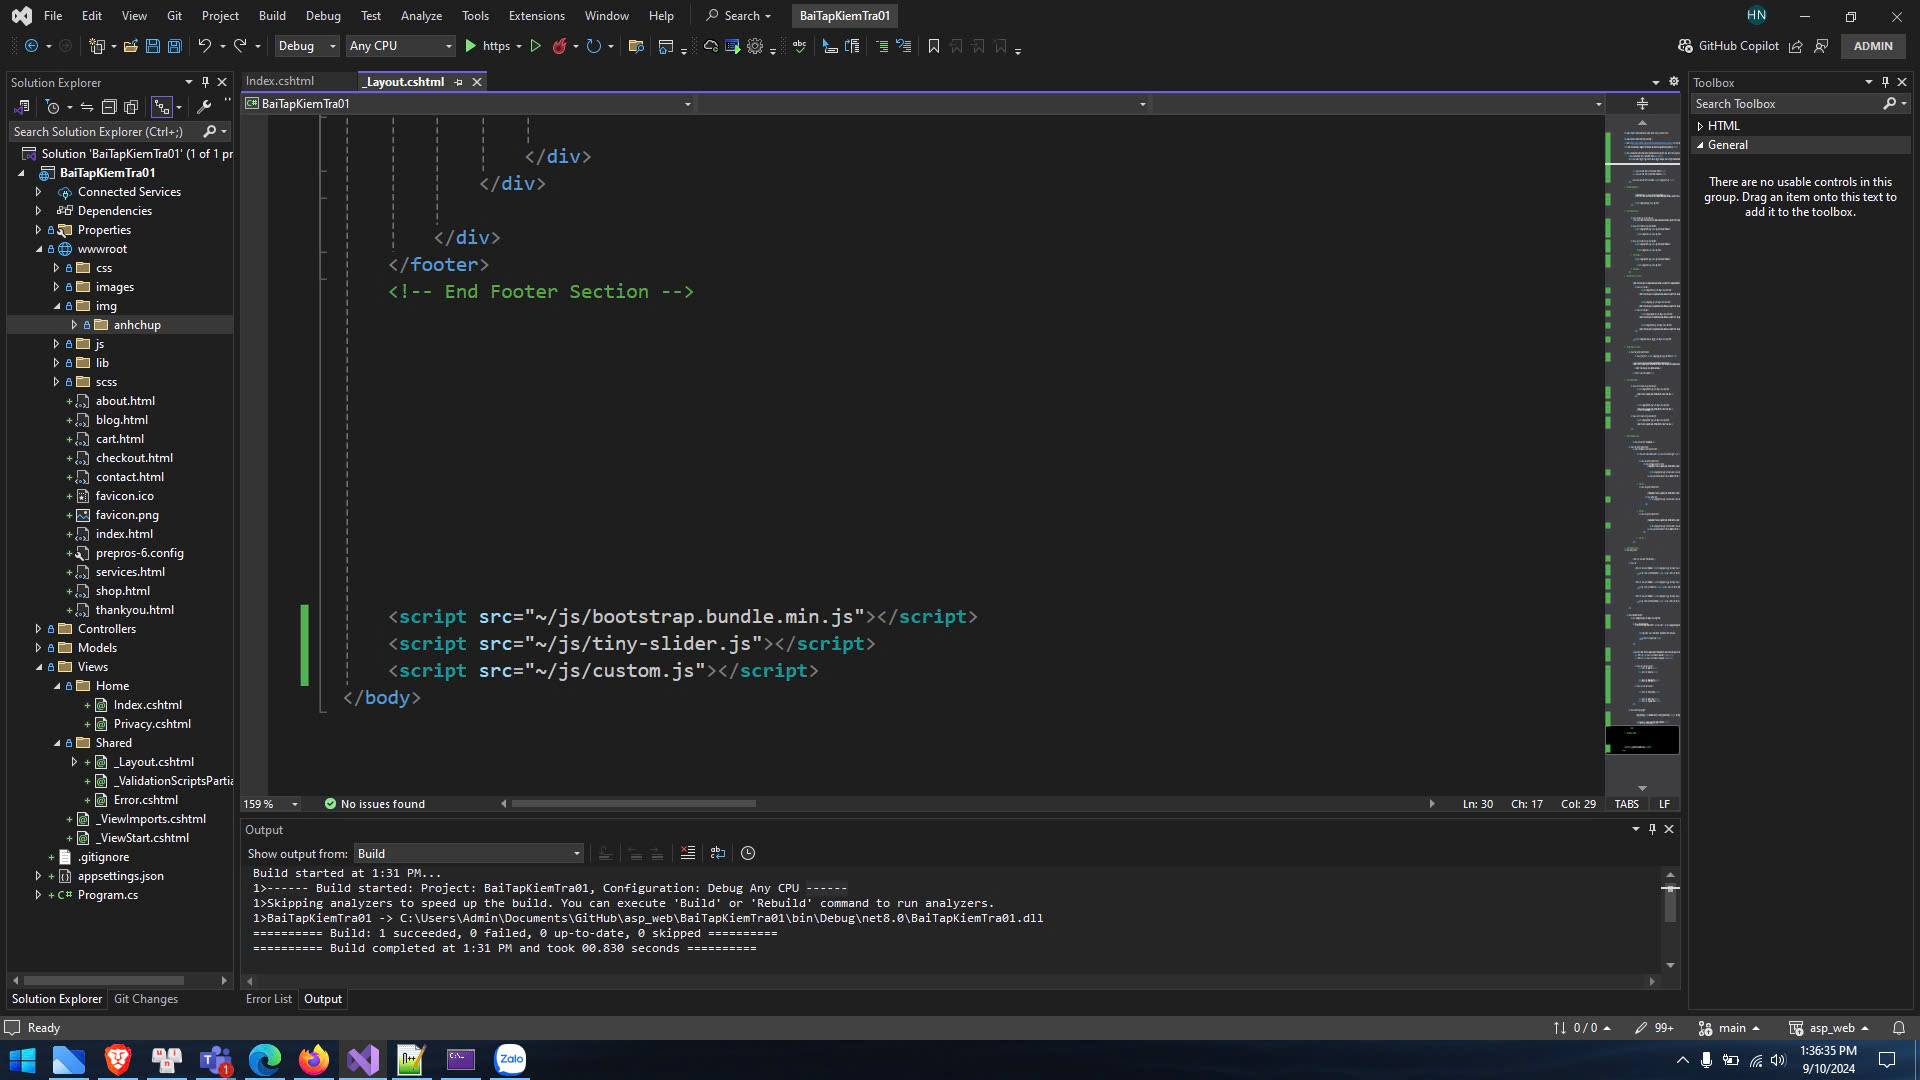 File Edit View Git Project Build Debug Test Analyze Tools Extensions Window Help Search BaiTapKiemTra01 HN
Debug Any CPU https GitHub Copilot ADMIN
Solution Explorer
Search Solution Explorer (Ctrl+;)
Solution 'BaiTapKiemTra01' (1 of 1 pr
BaiTapKiemTra01
Connected Services
Dependencies
Properties
wwwroot
css
images
img
anhchup
js
lib
scss
about.html
blog.html
cart.html
checkout.html
contact.html
favicon.ico
favicon.png
index.html
prepros-6.config
services.html
shop.html
thankyou.html
Controllers
Models
Views
Home
Index.cshtml
Privacy.cshtml
Shared
_Layout.cshtml
_ValidationScriptsPartia
Error.cshtml
_ViewImports.cshtml
_ViewStart.cshtml
.gitignore
appsettings.json
C# Program.cs
Solution Explorer Git Changes
Index.cshtml _Layout.cshtml
C# BaiTapKiemTra01
</div>
</div>
</div>
</footer>
<!-- End Footer Section -->
<script src="~/js/bootstrap.bundle.min.js"></script>
<script src="~/js/tiny-slider.js"></script>
<script src="~/js/custom.js"></script>
</body>
159 % No issues found Ln: 30 Ch: 17 Col: 29 TABS LF
Output
Show output from: Build
Build started at 1:31 PM...
1>------ Build started: Project: BaiTapKiemTra01, Configuration: Debug Any CPU ------
1>Skipping analyzers to speed up the build. You can execute 'Build' or 'Rebuild' command to run analyzers.
1>BaiTapKiemTra01 -> C:\Users\Admin\Documents\GitHub\asp_web\BaiTapKiemTra01\bin\Debug\net8.0\BaiTapKiemTra01.dll
========== Build: 1 succeeded, 0 failed, 0 up-to-date, 0 skipped ==========
========== Build completed at 1:31 PM and took 00.830 seconds ==========
Error List Output
Toolbox
Search Toolbox
HTML
General
There are no usable controls in this
group. Drag an item onto this text to
add it to the toolbox.
Ready 0 / 0 99+ main asp_web
1 Zalo 1:36:35 PM
9/10/2024